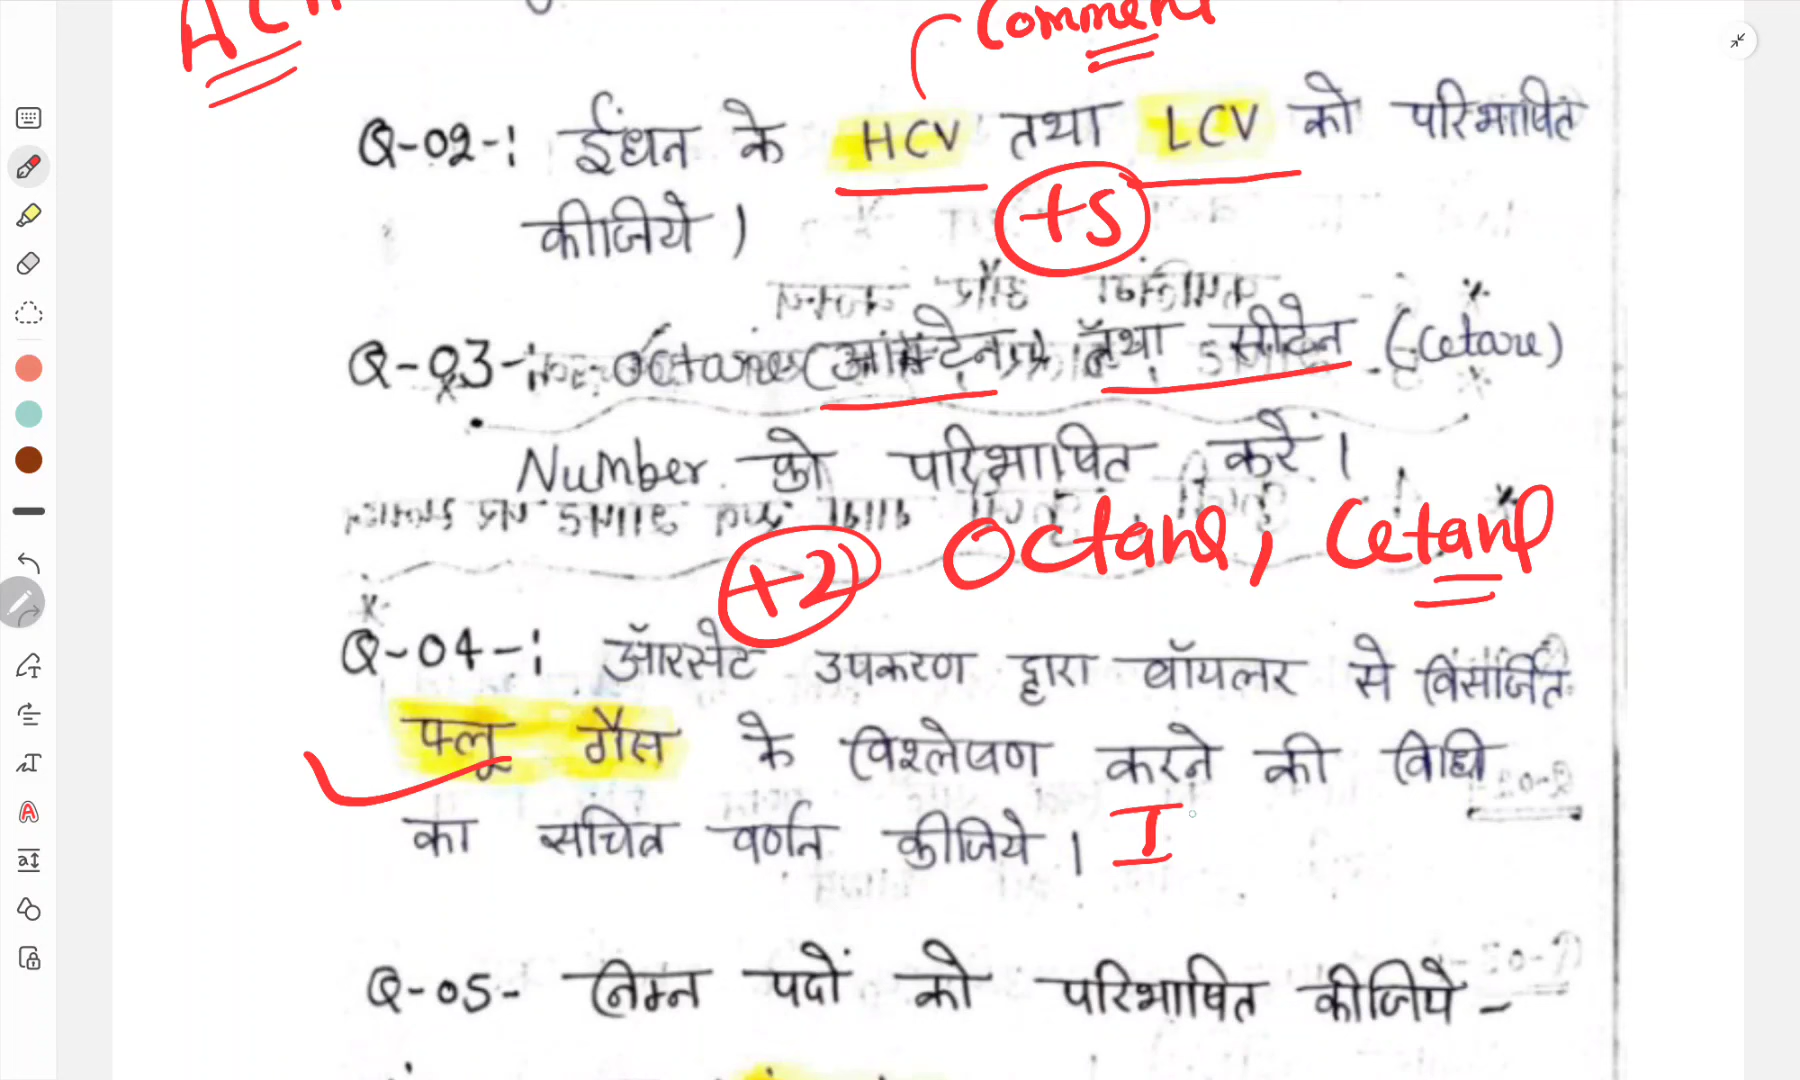 Comment
Q-02-: ईंधन के HCV तथा LCV को परिभाषित
कीजिये।
+5
Q-03- Octane (ऑक्टेन) तथा सीटेन (Cetane)
Number को परिभाषित करें।
+2 Octane, Cetane
Q-04-: ऑरसेट उपकरण द्वारा बॉयलर से विसर्जित
फ्लू गैस के विश्लेषण करने की विधि
का सचित्र वर्णन कीजिये। I
Q-05- निम्न पदों को परिभाषित कीजिये-